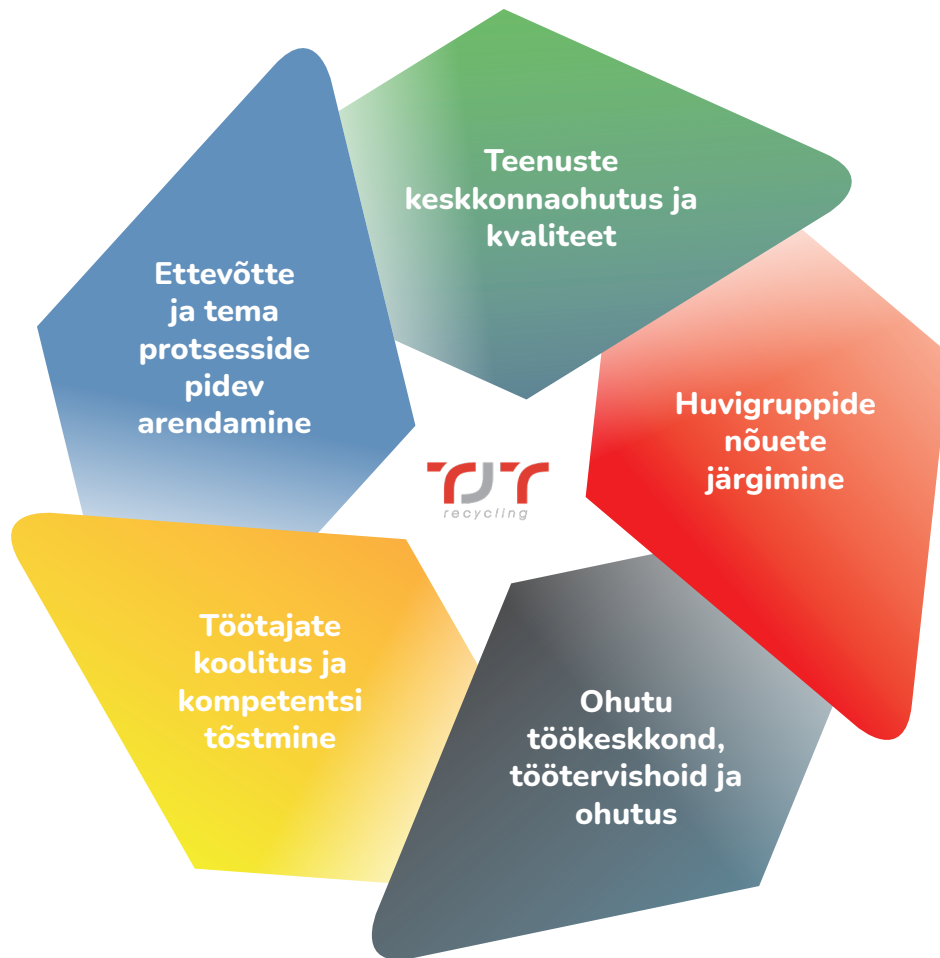 Teenuste
keskkonnaohutus ja
kvaliteet
Huvigruppide
nõuete
järgimine
Ohutu
töökeskkond,
töötervishoid ja
ohutus
Töötajate
koolitus ja
kompetentsi
tõstmine
Ettevõtte
ja tema
protsesside
pidev
arendamine
TJT
recycling